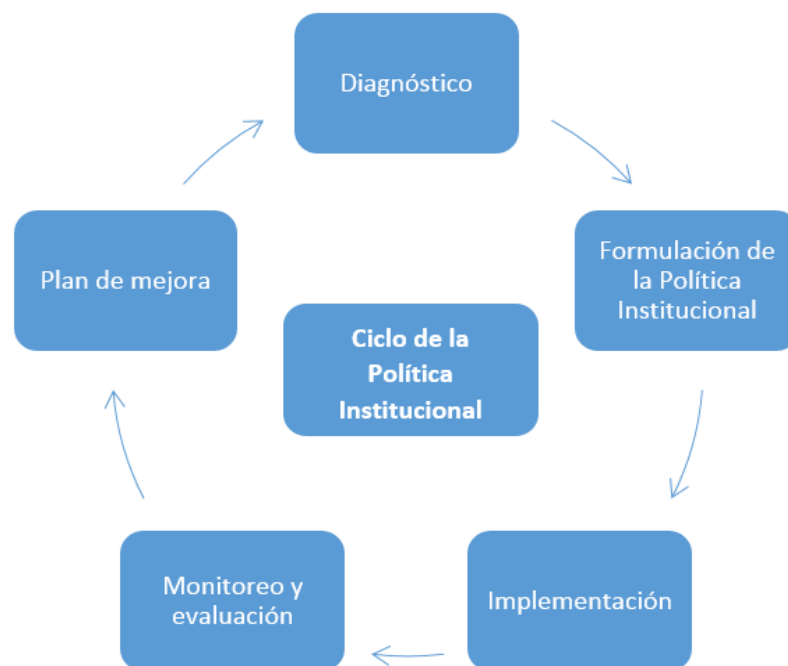 Diagnóstico
Formulación de
la Política
Institucional
Implementación
Monitoreo y
evaluación
Plan de mejora
Ciclo de la
Política
Institucional